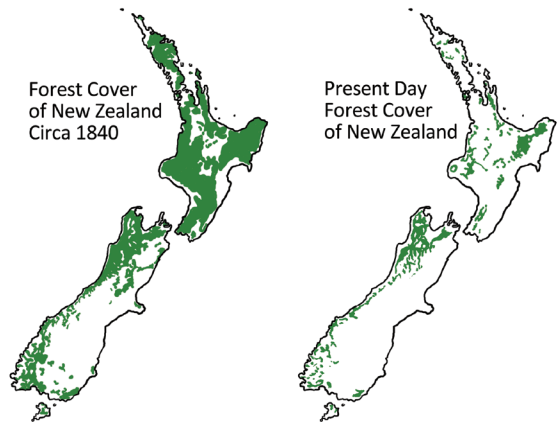 Forest Cover
of New Zealand
Circa 1840
Present Day
Forest Cover
of New Zealand